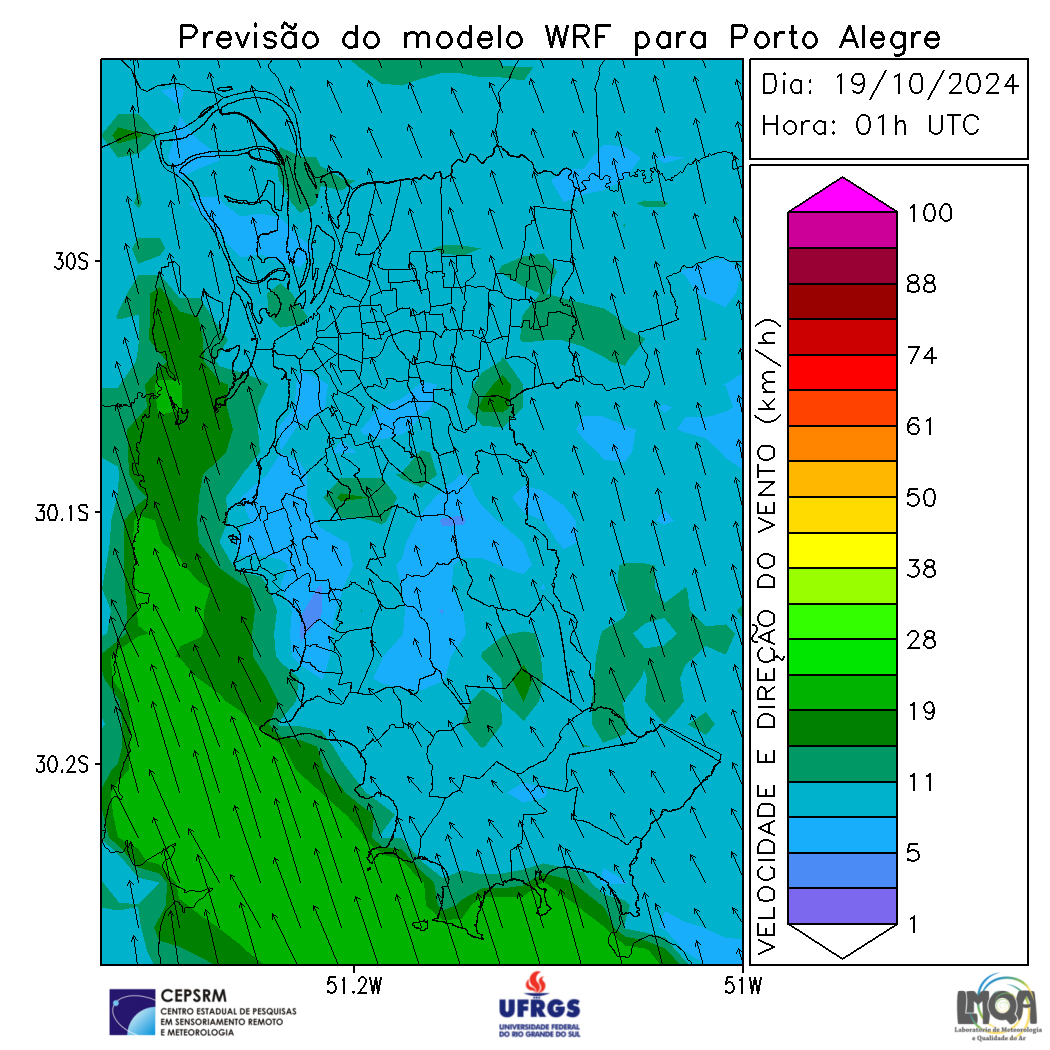 Previsão do modelo WRF para Porto Alegre
Dia: 19/10/2024
Hora: 01h UTC
30S
30.1S
30.2S
51.2W
51W
VELOCIDADE E DIREÇÃO DO VENTO (km/h)
100
88
74
61
50
38
28
19
11
5
1
CEPSRM
CENTRO ESTADUAL DE PESQUISAS
EM SENSORIAMENTO REMOTO
E METEOROLOGIA
UFRGS
UNIVERSIDADE FEDERAL
DO RIO GRANDE DO SUL
LMQA
Laboratório de Meteorologia
e Qualidade do Ar